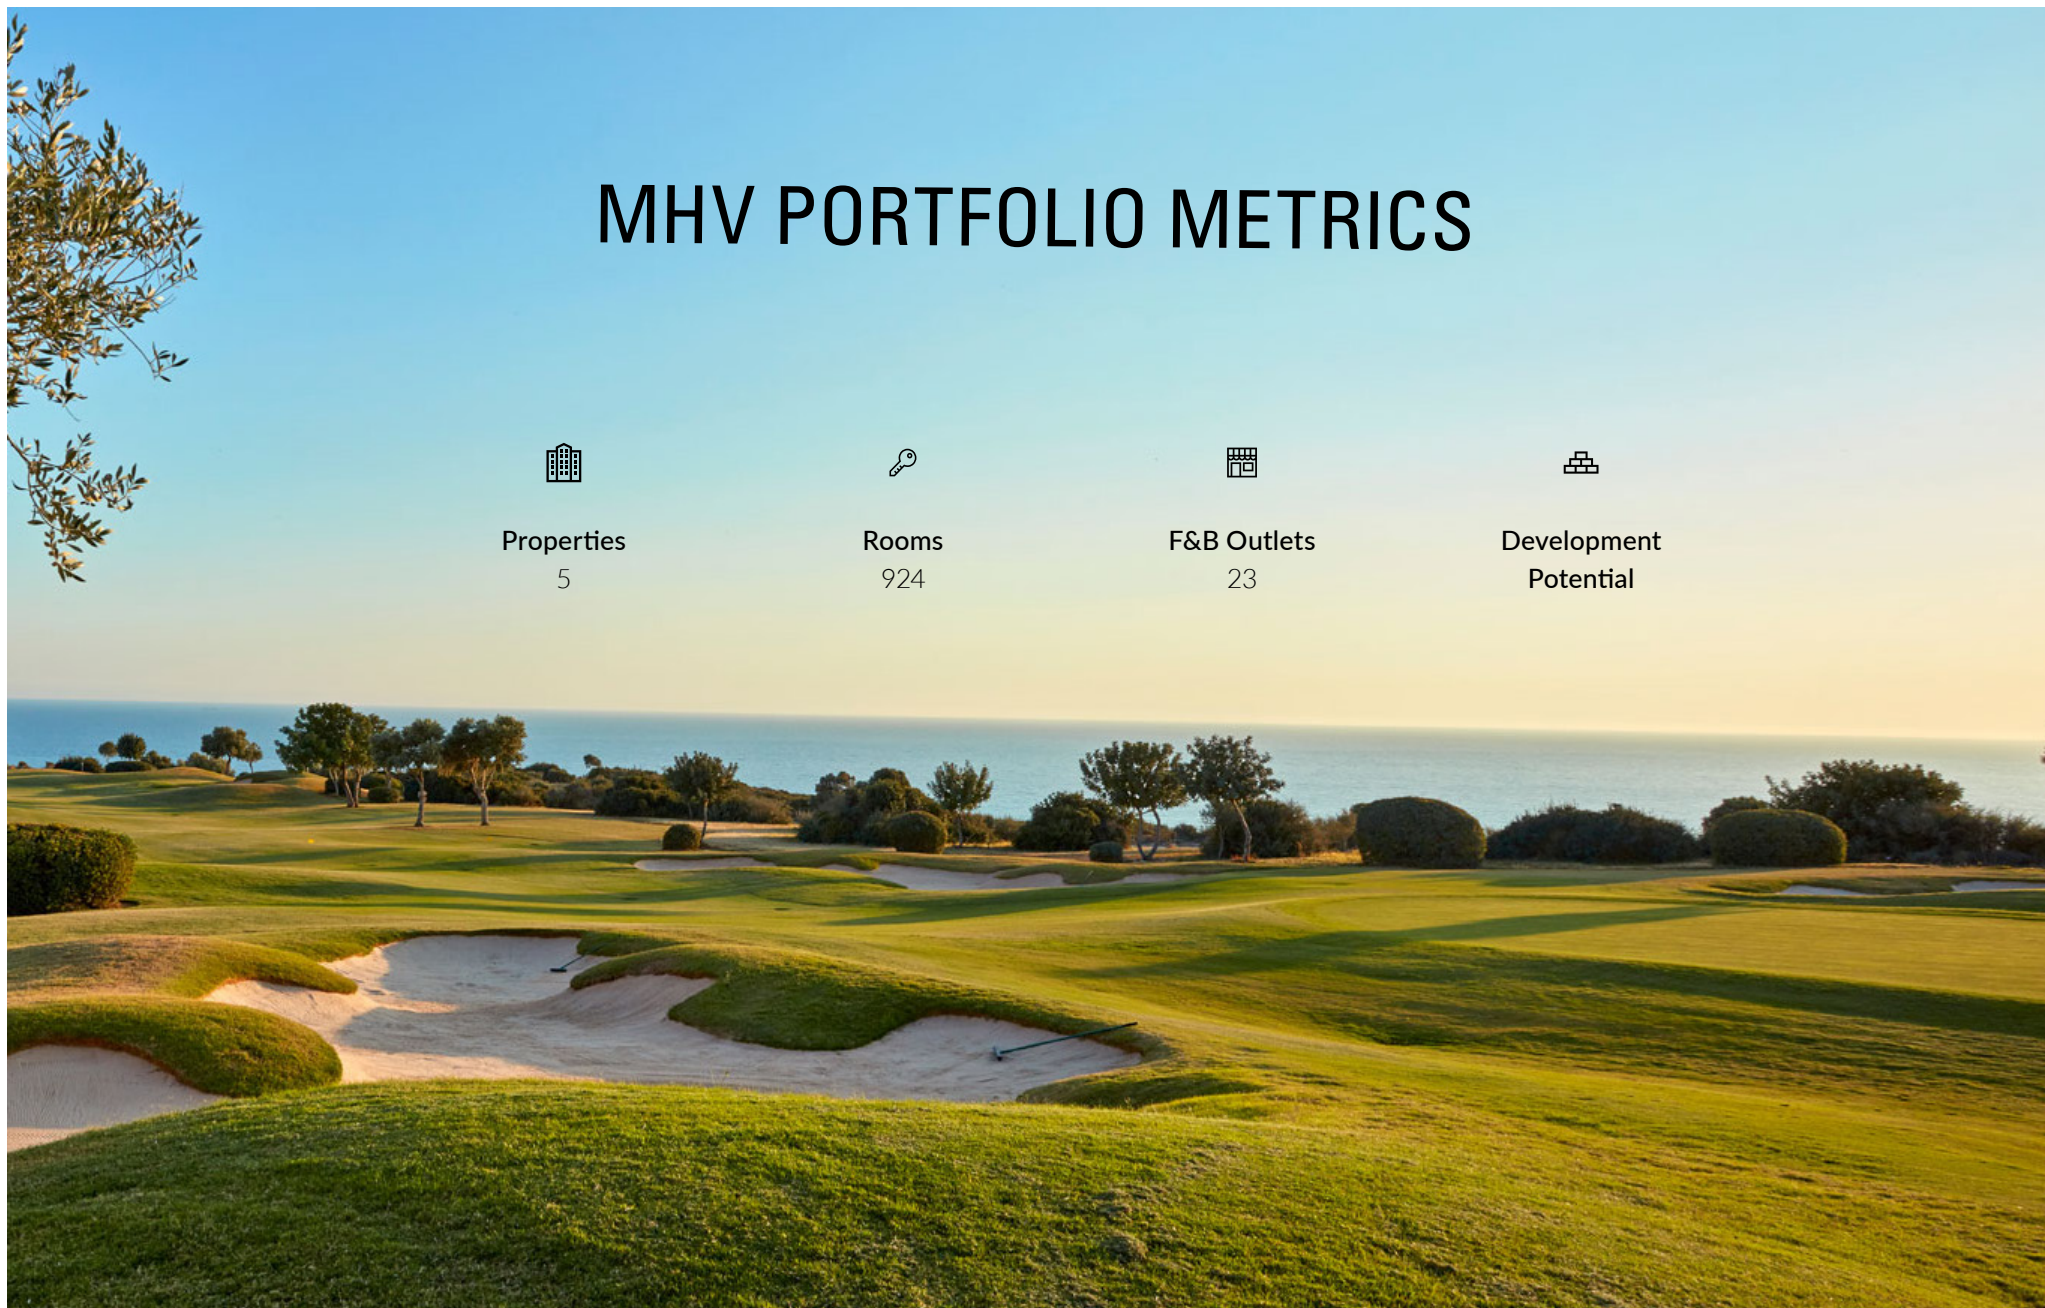 MHV PORTFOLIO METRICS
Properties
5
Rooms
924
F&B Outlets
23
Development
Potential